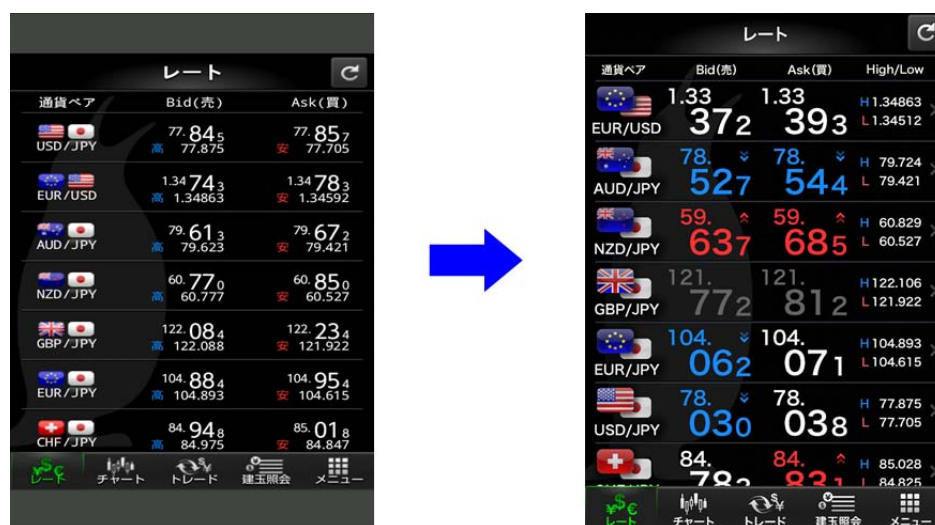 レート
通貨ペア Bid(売) Ask(買)
77. 845 77. 857
USD/JPY 高 77.875 安 77.705
1.34 743 1.34 783
EUR/USD 高 1.34863 安 1.34592
79. 613 79. 672
AUD/JPY 高 79.623 安 79.421
60. 770 60. 850
NZD/JPY 高 60.777 安 60.527
122. 084 122. 234
GBP/JPY 高 122.088 安 121.922
104. 884 104. 954
EUR/JPY 高 104.893 安 104.615
84. 948 85. 018
CHF/JPY 高 84.975 安 84.847
レート チャート トレード 建玉照会 メニュー
レート
通貨ペア Bid(売) Ask(買) High/Low
1.33 1.33 H 1.34863
EUR/USD 372 393 L 1.34512
78. 78. H 79.724
AUD/JPY 527 544 L 79.421
59. 59. H 60.829
NZD/JPY 637 685 L 60.527
121. 121. H 122.106
GBP/JPY 772 812 L 121.922
104. 104. H 104.893
EUR/JPY 062 071 L 104.615
78. 78. H 77.875
USD/JPY 030 038 L 77.705
84. 84. H 85.028
782 831 L 84.825
レート チャート トレード 建玉照会 メニュー